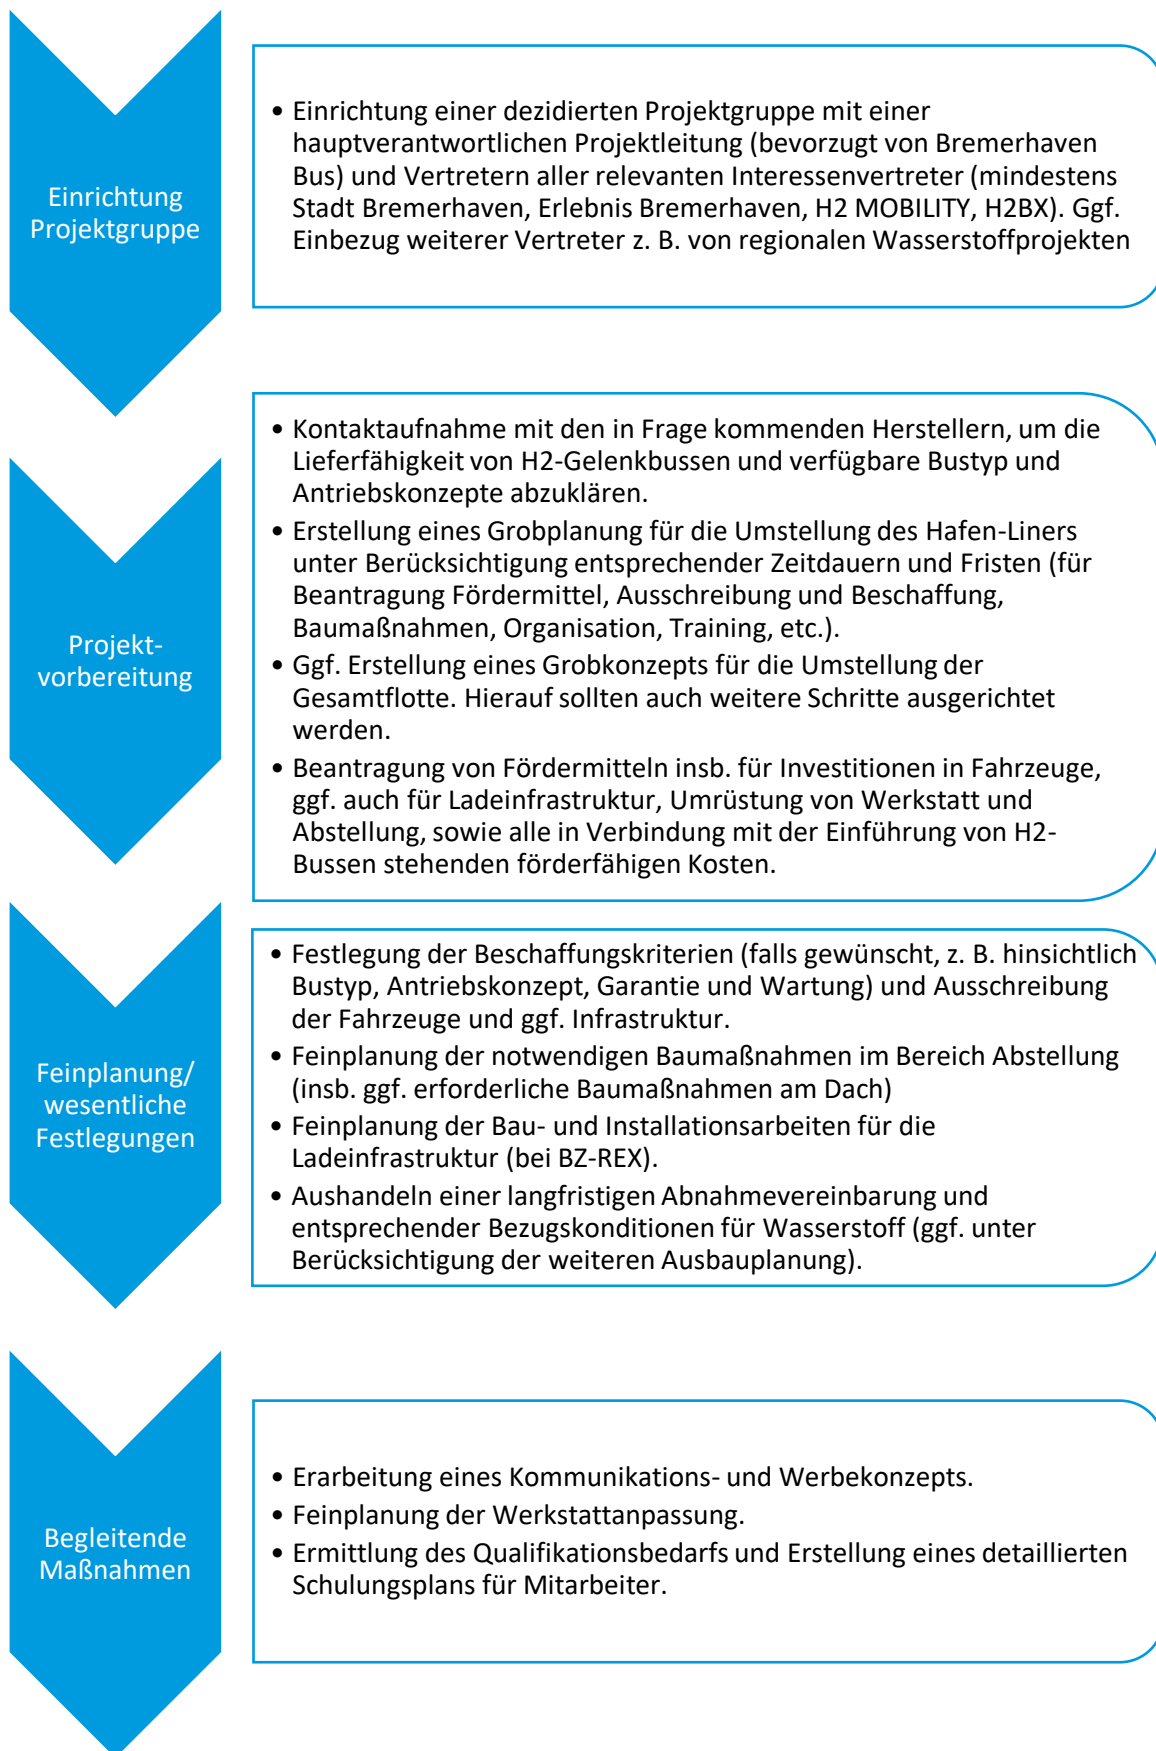 Einrichtung
Projektgruppe
• Einrichtung einer dezidierten Projektgruppe mit einer
hauptverantwortlichen Projektleitung (bevorzugt von Bremerhaven
Bus) und Vertretern aller relevanten Interessenvertreter (mindestens
Stadt Bremerhaven, Erlebnis Bremerhaven, H2 MOBILITY, H2BX). Ggf.
Einbezug weiterer Vertreter z. B. von regionalen Wasserstoffprojekten
Projekt-
vorbereitung
• Kontaktaufnahme mit den in Frage kommenden Herstellern, um die
Lieferfähigkeit von H2-Gelenkbussen und verfügbare Bustyp und
Antriebskonzepte abzuklären.
• Erstellung eines Grobplanung für die Umstellung des Hafen-Liners
unter Berücksichtigung entsprechender Zeitdauern und Fristen (für
Beantragung Fördermittel, Ausschreibung und Beschaffung,
Baumaßnahmen, Organisation, Training, etc.).
• Ggf. Erstellung eines Grobkonzepts für die Umstellung der
Gesamtflotte. Hierauf sollten auch weitere Schritte ausgerichtet
werden.
• Beantragung von Fördermitteln insb. für Investitionen in Fahrzeuge,
ggf. auch für Ladeinfrastruktur, Umrüstung von Werkstatt und
Abstellung, sowie alle in Verbindung mit der Einführung von H2-
Bussen stehenden förderfähigen Kosten.
Feinplanung/
wesentliche
Festlegungen
• Festlegung der Beschaffungskriterien (falls gewünscht, z. B. hinsichtlich
Bustyp, Antriebskonzept, Garantie und Wartung) und Ausschreibung
der Fahrzeuge und ggf. Infrastruktur.
• Feinplanung der notwendigen Baumaßnahmen im Bereich Abstellung
(insb. ggf. erforderliche Baumaßnahmen am Dach)
• Feinplanung der Bau- und Installationsarbeiten für die
Ladeinfrastruktur (bei BZ-REX).
• Aushandeln einer langfristigen Abnahmevereinbarung und
entsprechender Bezugskonditionen für Wasserstoff (ggf. unter
Berücksichtigung der weiteren Ausbauplanung).
Begleitende
Maßnahmen
• Erarbeitung eines Kommunikations- und Werbekonzepts.
• Feinplanung der Werkstattanpassung.
• Ermittlung des Qualifikationsbedarfs und Erstellung eines detaillierten
Schulungsplans für Mitarbeiter.